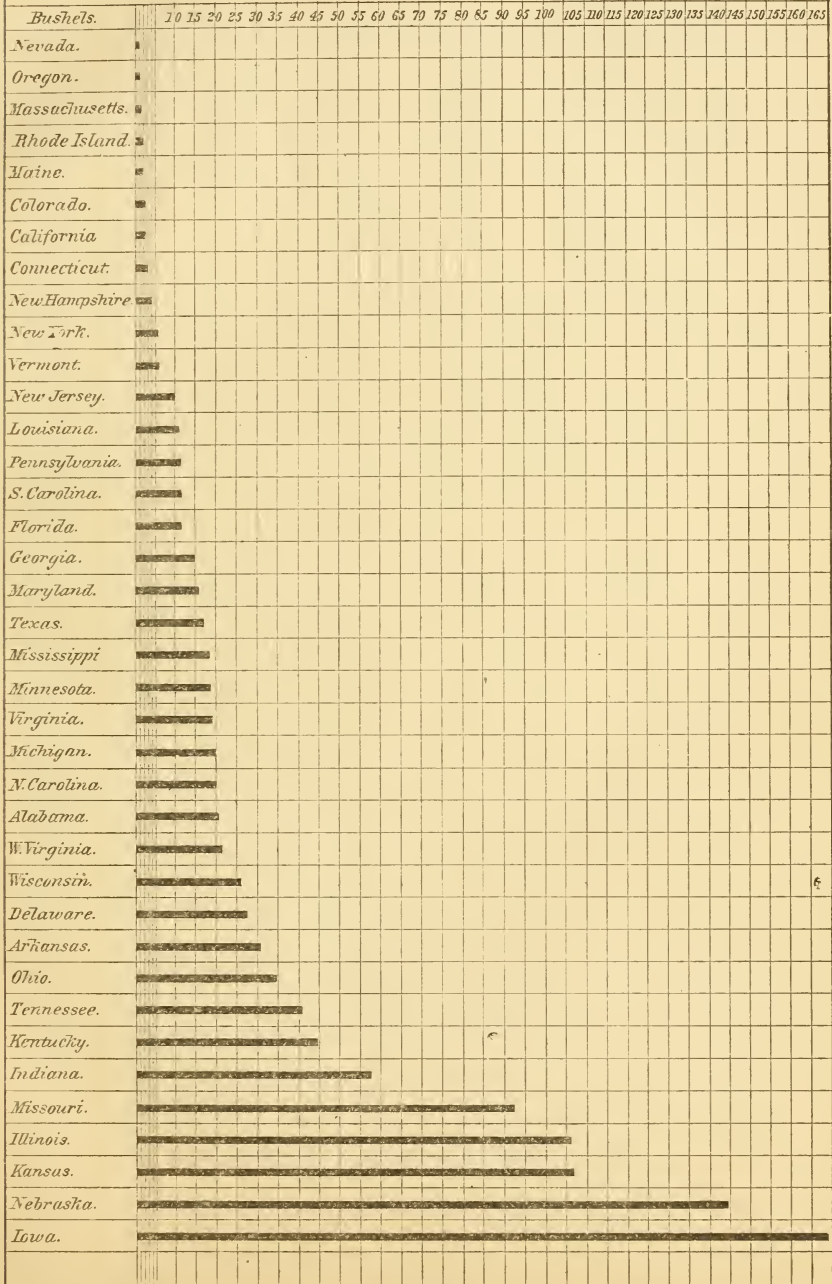 Bushels. 10 15 20 25 30 35 40 45 50 55 60 65 70 75 80 85 90 95 100 105 110 115 120 125 130 135 140 145 150 155 160 165
Nevada.
Oregon.
Massachusetts.
Rhode Island.
Maine.
Colorado.
California
Connecticut.
New Hampshire
New York.
Vermont.
New Jersey.
Louisiana.
Pennsylvania.
S. Carolina.
Florida.
Georgia.
Maryland.
Texas.
Mississippi
Minnesota.
Virginia.
Michigan.
N. Carolina.
Alabama.
W. Virginia.
Wisconsin.
Delaware.
Arkansas.
Ohio.
Tennessee.
Kentucky.
Indiana.
Missouri.
Illinois.
Kansas.
Nebraska.
Iowa.